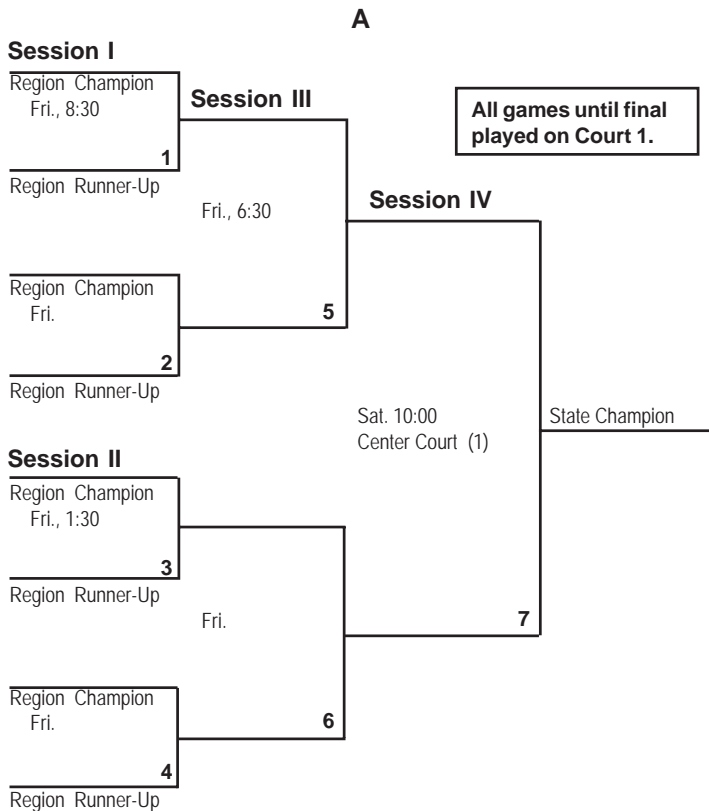 A
Session I
Region Champion
Fri., 8:30
1
Region Runner-Up
Session III
Fri., 6:30
All games until final
played on Court 1.
Session IV
Region Champion
Fri.
2
Region Runner-Up
5
Sat. 10:00
Center Court (1)
State Champion
Session II
Region Champion
Fri., 1:30
3
Region Runner-Up
Fri.
7
Region Champion
Fri.
4
Region Runner-Up
6